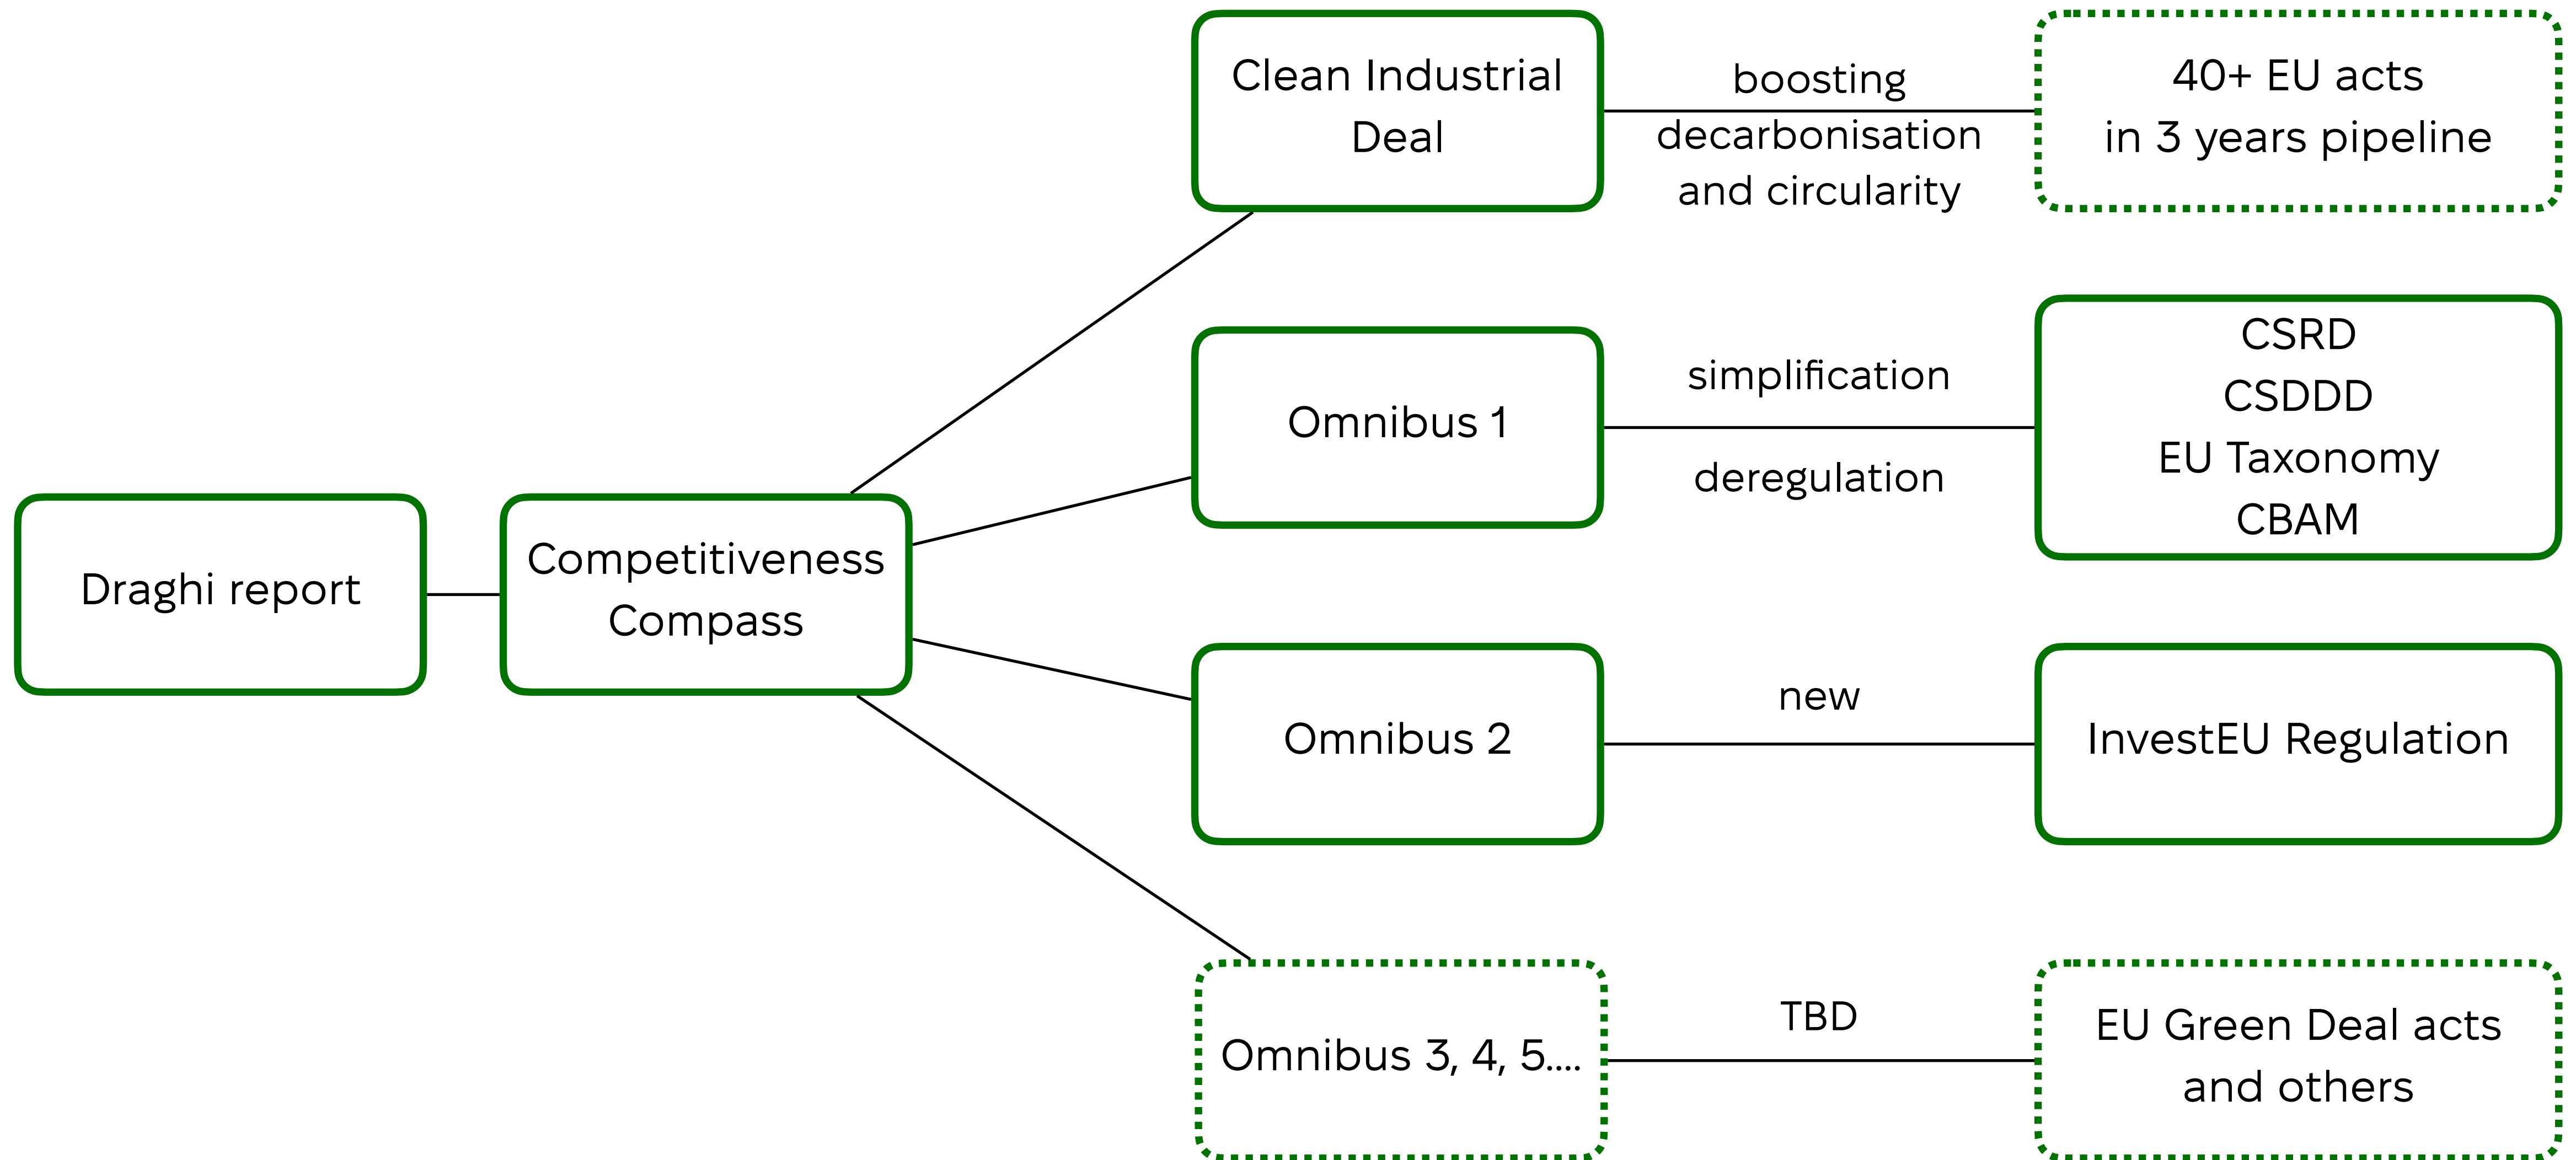 Draghi report
Competitiveness
Compass
Clean Industrial
Deal
boosting
decarbonisation
and circularity
40+ EU acts
in 3 years pipeline
Omnibus 1
simplification
deregulation
CSRD
CSDDD
EU Taxonomy
CBAM
Omnibus 2
new
InvestEU Regulation
Omnibus 3, 4, 5....
TBD
EU Green Deal acts
and others